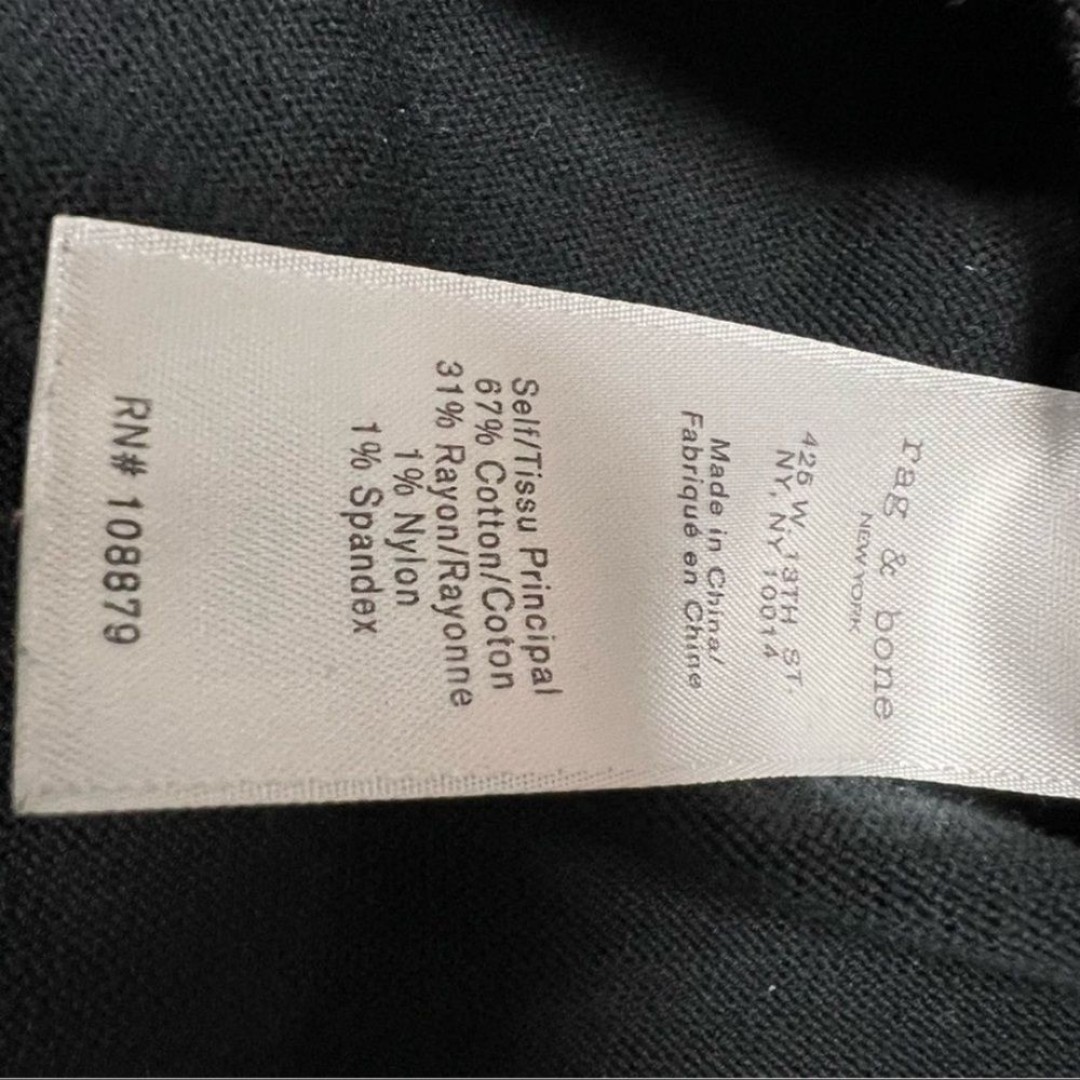 rag & bone
NEW YORK
425 W. 13TH ST.
NY, NY 10014
Made in China/
Fabriqué en Chine
Self/Tissu Principal
67% Cotton/Coton
31% Rayon/Rayonne
1% Nylon
1% Spandex
RN# 108879